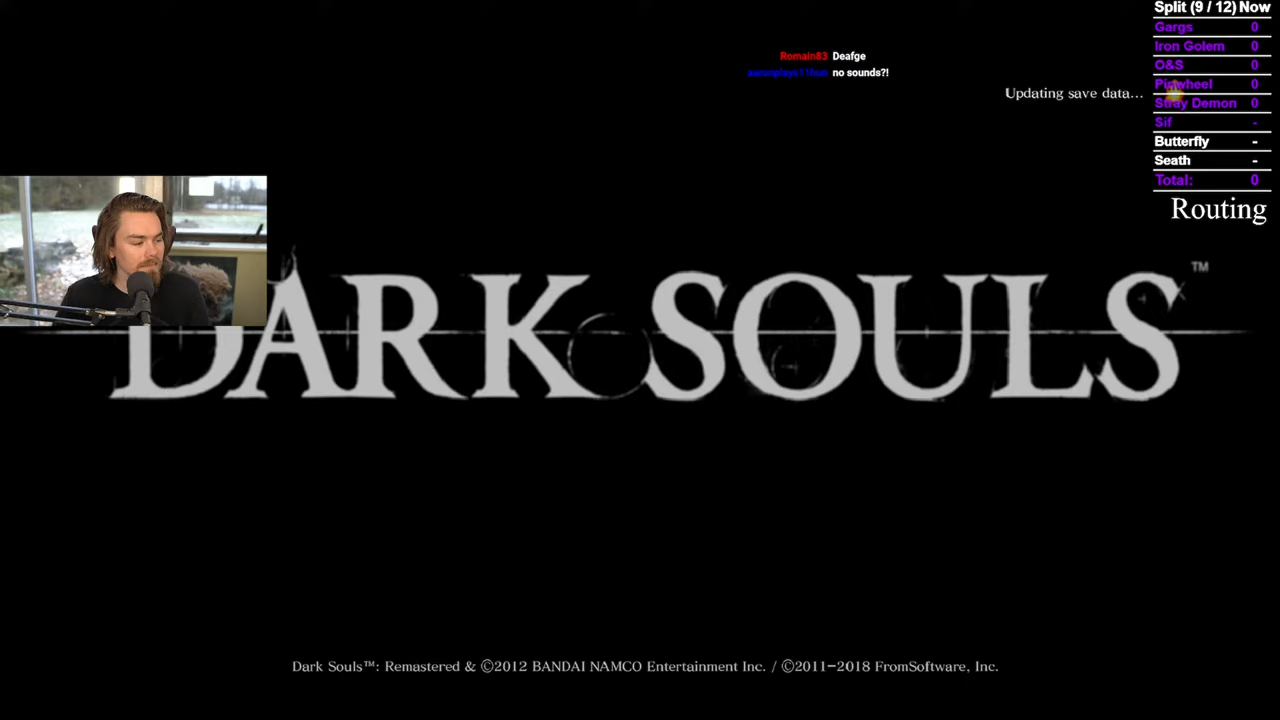 Split (9 / 12) Now
Gargs 0
Iron Golem 0
O&S 0
Pinwheel 0
Stray Demon 0
Sif -
Butterfly -
Seath -
Total: 0
Routing
Romain83 Deafge
aaronplays11hun no sounds?!
Updating save data...
DARK SOULS™
Dark Souls™: Remastered & ©2012 BANDAI NAMCO Entertainment Inc. / ©2011-2018 FromSoftware, Inc.